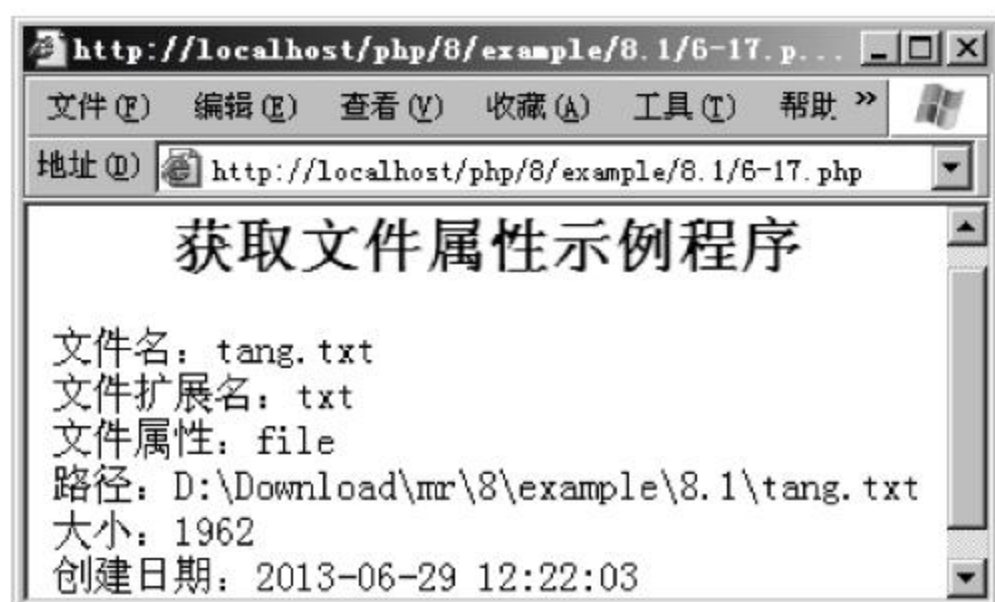 http://localhost/php/8/example/8.1/6-17.p...
文件(F) 编辑(E) 查看(V) 收藏(A) 工具(T) 帮助 »
地址(D) http://localhost/php/8/example/8.1/6-17.php
获取文件属性示例程序
文件名：tang.txt
文件扩展名：txt
文件属性：file
路径：D:\Download\mr\8\example\8.1\tang.txt
大小：1962
创建日期：2013-06-29 12:22:03